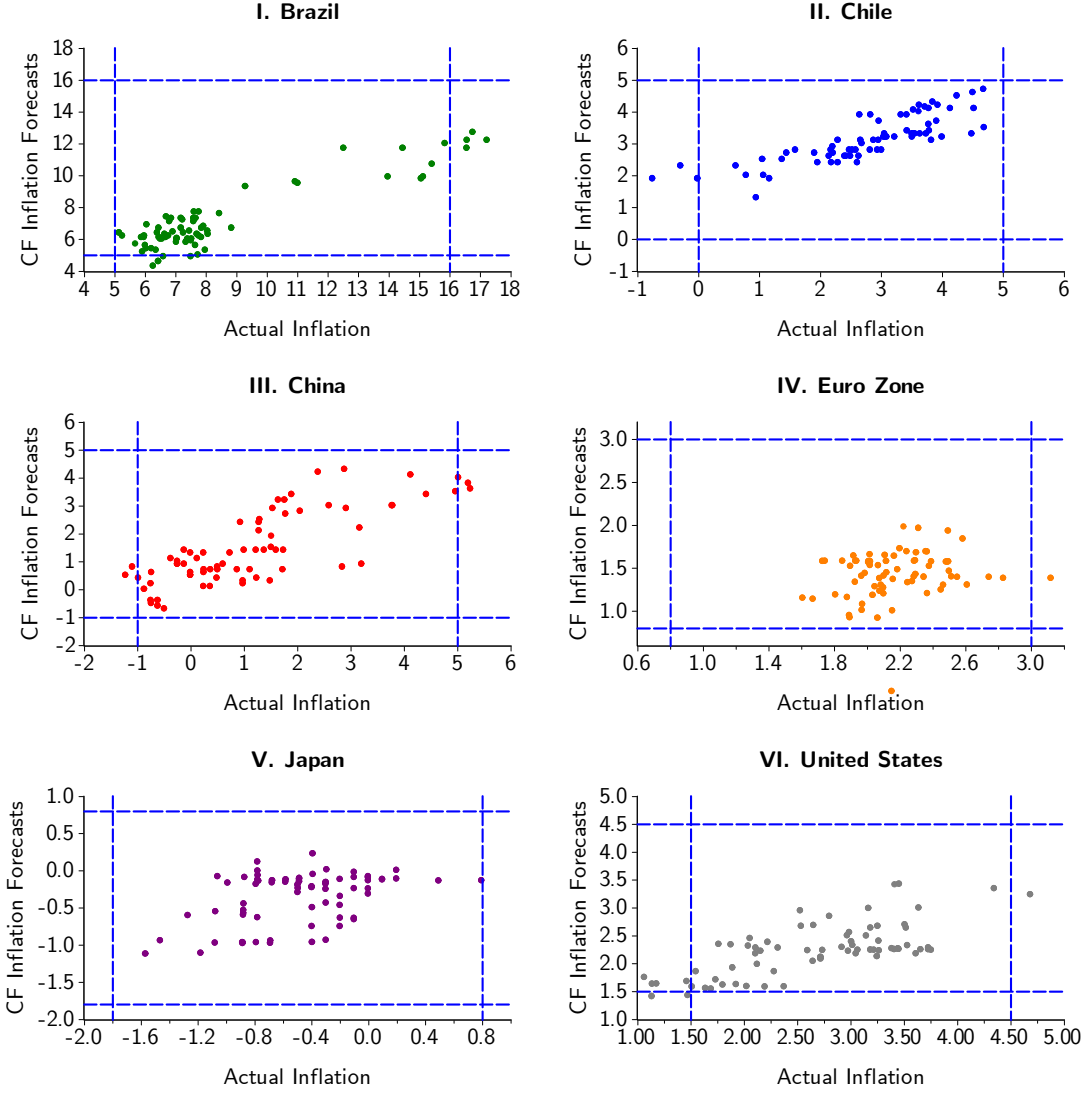 I. Brazil
CF Inflation Forecasts
18
16
14
12
10
8
6
4
4 5 6 7 8 9 10 11 12 13 14 15 16 17 18
Actual Inflation
II. Chile
CF Inflation Forecasts
6
5
4
3
2
1
0
-1
-1 0 1 2 3 4 5 6
Actual Inflation
III. China
CF Inflation Forecasts
6
5
4
3
2
1
0
-1
-2
-2 -1 0 1 2 3 4 5 6
Actual Inflation
IV. Euro Zone
CF Inflation Forecasts
3.0
2.5
2.0
1.5
1.0
0.6 1.0 1.4 1.8 2.2 2.6 3.0
Actual Inflation
V. Japan
CF Inflation Forecasts
1.0
0.5
0.0
-0.5
-1.0
-1.5
-2.0
-2.0 -1.6 -1.2 -0.8 -0.4 0.0 0.4 0.8
Actual Inflation
VI. United States
CF Inflation Forecasts
5.0
4.5
4.0
3.5
3.0
2.5
2.0
1.5
1.0
1.00 1.50 2.00 2.50 3.00 3.50 4.00 4.50 5.00
Actual Inflation